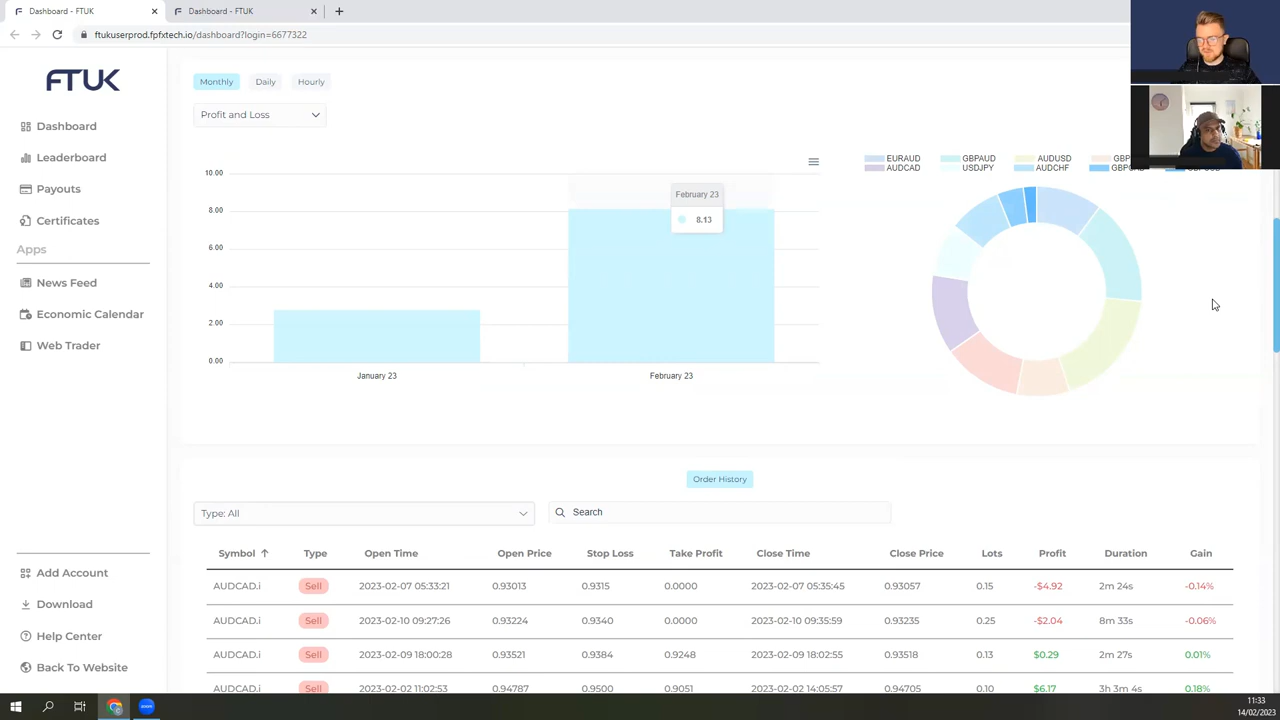 Dashboard - FTUK
Dashboard - FTUK
ftukuserprod.fpfxtech.io/dashboard?login=6677322
FTUK
Dashboard
Leaderboard
Payouts
Certificates
Apps
News Feed
Economic Calendar
Web Trader
Add Account
Download
Help Center
Back To Website
Monthly Daily Hourly
Profit and Loss
10.00
8.00
6.00
4.00
2.00
0.00
February 23
8.13
January 23 February 23
EURAUD GBPAUD AUDUSD
AUDCAD USDJPY AUDCHF
Order History
Type: All Search
Symbol Type Open Time Open Price Stop Loss Take Profit Close Time Close Price Lots Profit Duration Gain
AUDCAD.i Sell 2023-02-07 05:33:21 0.93013 0.9315 0.0000 2023-02-07 05:35:45 0.93057 0.15 -$4.92 2m 24s -0.14%
AUDCAD.i Sell 2023-02-10 09:27:26 0.93224 0.9340 0.0000 2023-02-10 09:35:59 0.93235 0.25 -$2.04 8m 33s -0.06%
AUDCAD.i Sell 2023-02-09 18:00:28 0.93521 0.9384 0.9248 2023-02-09 18:02:55 0.93518 0.13 $0.29 2m 27s 0.01%
AUDCAD.i Sell 2023-02-02 11:02:53 0.94787 0.9500 0.9051 2023-02-02 14:05:57 0.94705 0.10 $6.17 3h 3m 4s 0.18%
zoom
11:33
14/02/2023